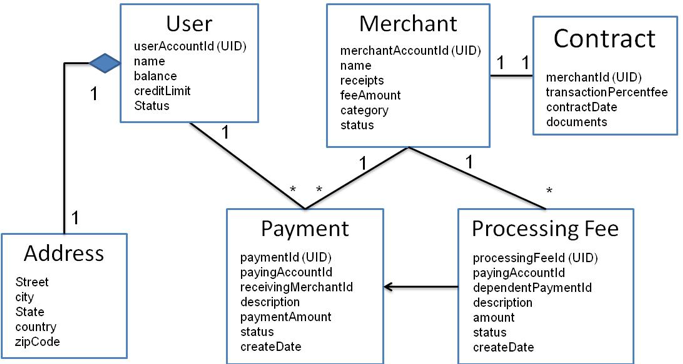 User
userAccountId (UID)
name
balance
creditLimit
Status
Merchant
merchantAccountId (UID)
name
receipts
feeAmount
category
status
Contract
merchantId (UID)
transactionPercentfee
contractDate
documents
1
1
1
1
1
1
1
*
*
*
Address
Street
city
State
country
zipCode
Payment
paymentId (UID)
payingAccountId
receivingMerchantId
description
paymentAmount
status
createDate
Processing Fee
processingFeeId (UID)
payingAccountId
dependentPaymentId
description
amount
status
createDate